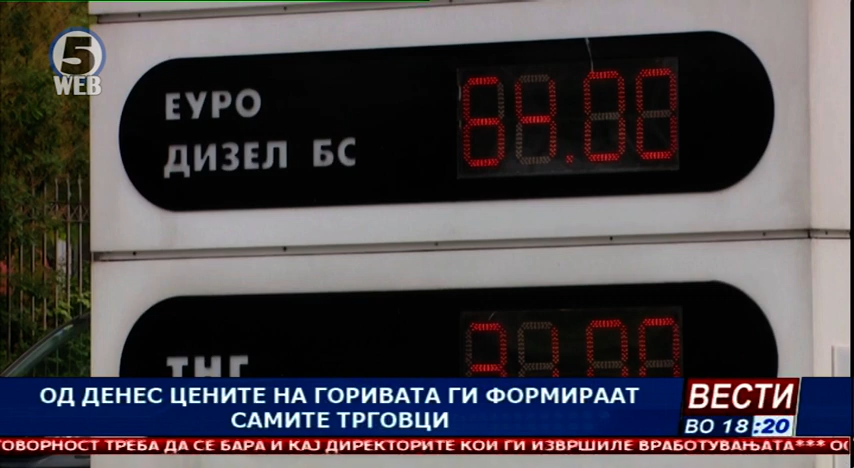 5
WEB
ЕУРО
ДИЗЕЛ БС
ТНГ
ОД ДЕНЕС ЦЕНИТЕ НА ГОРИВАТА ГИ ФОРМИРААТ
САМИТЕ ТРГОВЦИ
ВЕСТИ
ВО 18:20
ГОВОРНОСТ ТРЕБА ДА СЕ БАРА И КАЈ ДИРЕКТОРИТЕ КОИ ГИ ИЗВРШИЛЕ ВРАБОТУВАЊАТА***